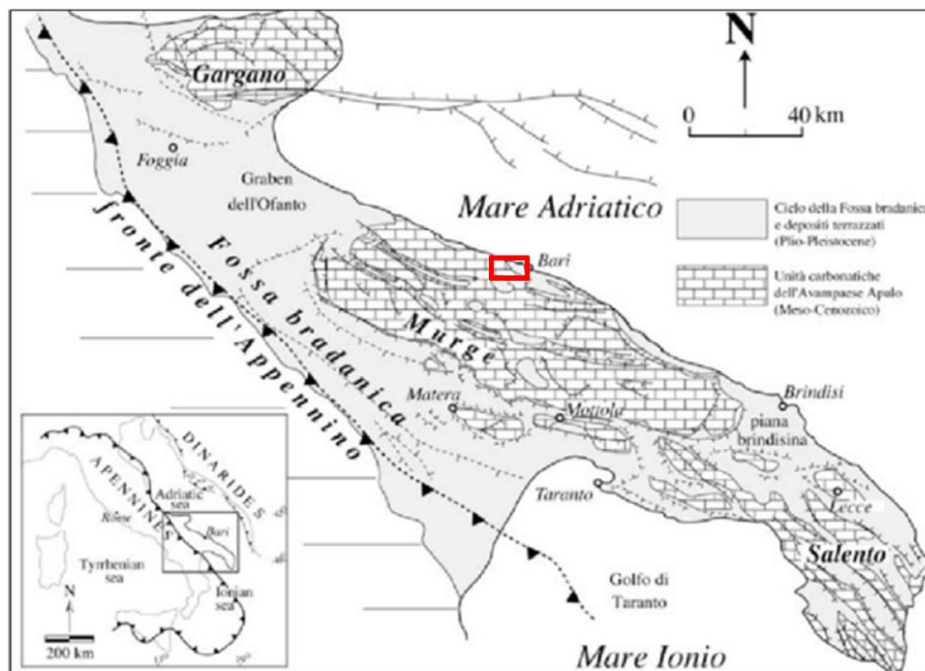 Gargano
N
0 40 km
Foggia
Graben
dell'Ofanto
Mare Adriatico
Ciclo della Fossa bradanica
e depositi terrazzati
(Plio-Pleistocene)
Bari
Unità carbonatiche
dell'Avampaese Apulo
(Meso-Cenozoico)
fronte dell'Appennino
Fossa bradanica
Murge
Matera
Mottola
Brindisi
piana
brindisina
Taranto
Lecce
Salento
Golfo di
Taranto
Mare Ionio
DINARIDES
APENNINES
Adriatic
sea
Rome
Bari
Tyrrhenian
sea
Ionian
sea
N
200 km